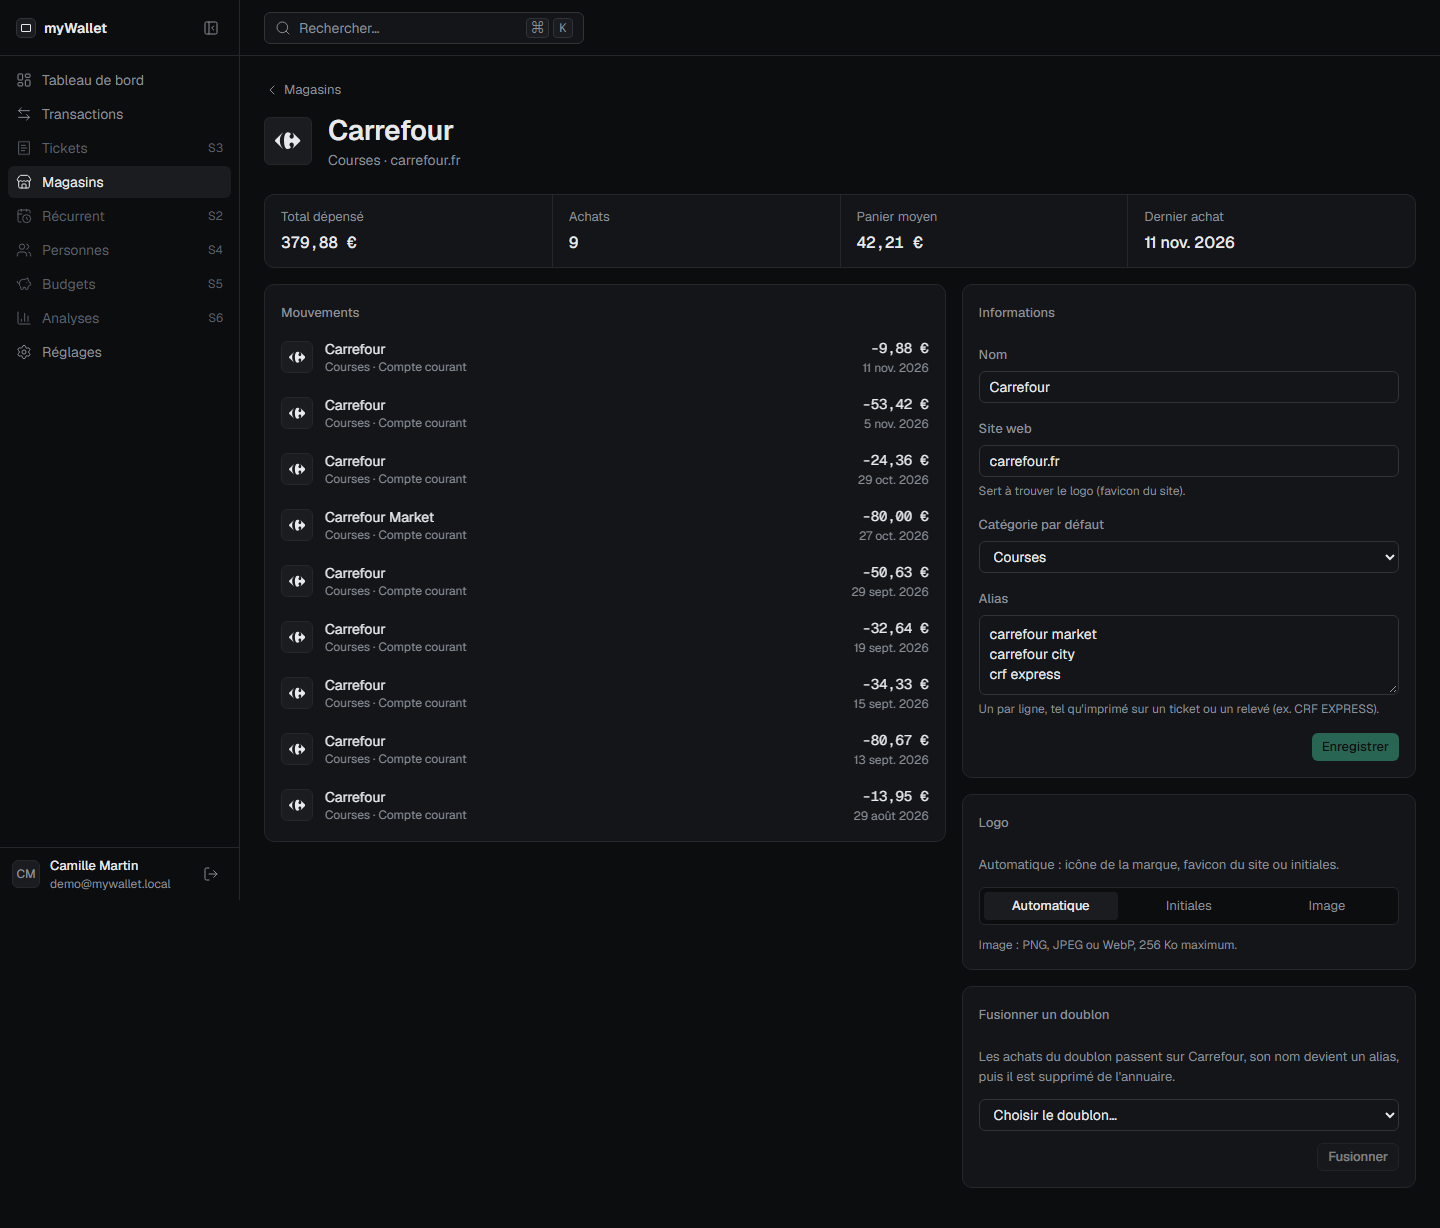 myWallet
Rechercher…
⌘ K
Tableau de bord
Transactions
Tickets S3
Magasins
Récurrent S2
Personnes S4
Budgets S5
Analyses S6
Réglages
Camille Martin
CM
demo@mywallet.local
Magasins
Carrefour
Courses · carrefour.fr
Total dépensé
379,88 €
Achats
9
Panier moyen
42,21 €
Dernier achat
11 nov. 2026
Mouvements
Carrefour -9,88 €
Courses · Compte courant 11 nov. 2026
Carrefour -53,42 €
Courses · Compte courant 5 nov. 2026
Carrefour -24,36 €
Courses · Compte courant 29 oct. 2026
Carrefour Market -80,00 €
Courses · Compte courant 27 oct. 2026
Carrefour -50,63 €
Courses · Compte courant 29 sept. 2026
Carrefour -32,64 €
Courses · Compte courant 19 sept. 2026
Carrefour -34,33 €
Courses · Compte courant 15 sept. 2026
Carrefour -80,67 €
Courses · Compte courant 13 sept. 2026
Carrefour -13,95 €
Courses · Compte courant 29 août 2026
Informations
Nom
Carrefour
Site web
carrefour.fr
Sert à trouver le logo (favicon du site).
Catégorie par défaut
Courses
Alias
carrefour market
carrefour city
crf express
Un par ligne, tel qu'imprimé sur un ticket ou un relevé (ex. CRF EXPRESS).
Enregistrer
Logo
Automatique : icône de la marque, favicon du site ou initiales.
Automatique Initiales Image
Image : PNG, JPEG ou WebP, 256 Ko maximum.
Fusionner un doublon
Les achats du doublon passent sur Carrefour, son nom devient un alias,
puis il est supprimé de l'annuaire.
Choisir le doublon…
Fusionner